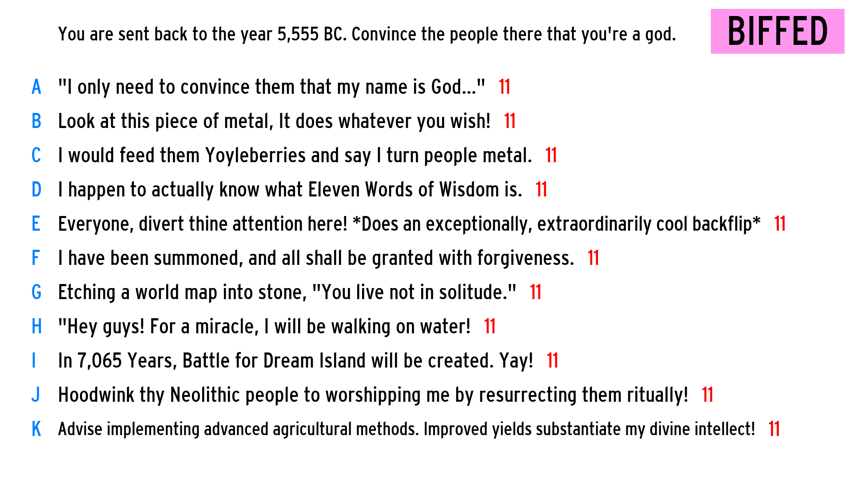 You are sent back to the year 5,555 BC. Convince the people there that you're a god.
BIFFED
A "I only need to convince them that my name is God..." 11
B Look at this piece of metal, It does whatever you wish! 11
C I would feed them Yoyleberries and say I turn people metal. 11
D I happen to actually know what Eleven Words of Wisdom is. 11
E Everyone, divert thine attention here! *Does an exceptionally, extraordinarily cool backflip* 11
F I have been summoned, and all shall be granted with forgiveness. 11
G Etching a world map into stone, "You live not in solitude." 11
H "Hey guys! For a miracle, I will be walking on water! 11
I In 7,065 Years, Battle for Dream Island will be created. Yay! 11
J Hoodwink thy Neolithic people to worshipping me by resurrecting them ritually! 11
K Advise implementing advanced agricultural methods. Improved yields substantiate my divine intellect! 11